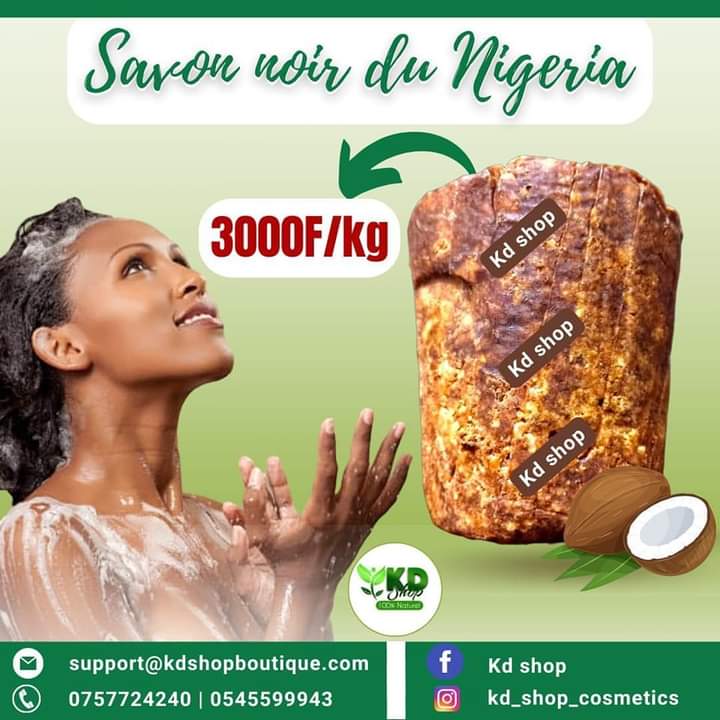 Savon noir du Nigeria
3000F/kg
Kd shop
Kd shop
Kd shop
KD
Shop
100% Natural
support@kdshopboutique.com
0757724240 | 0545599943
Kd shop
kd_shop_cosmetics